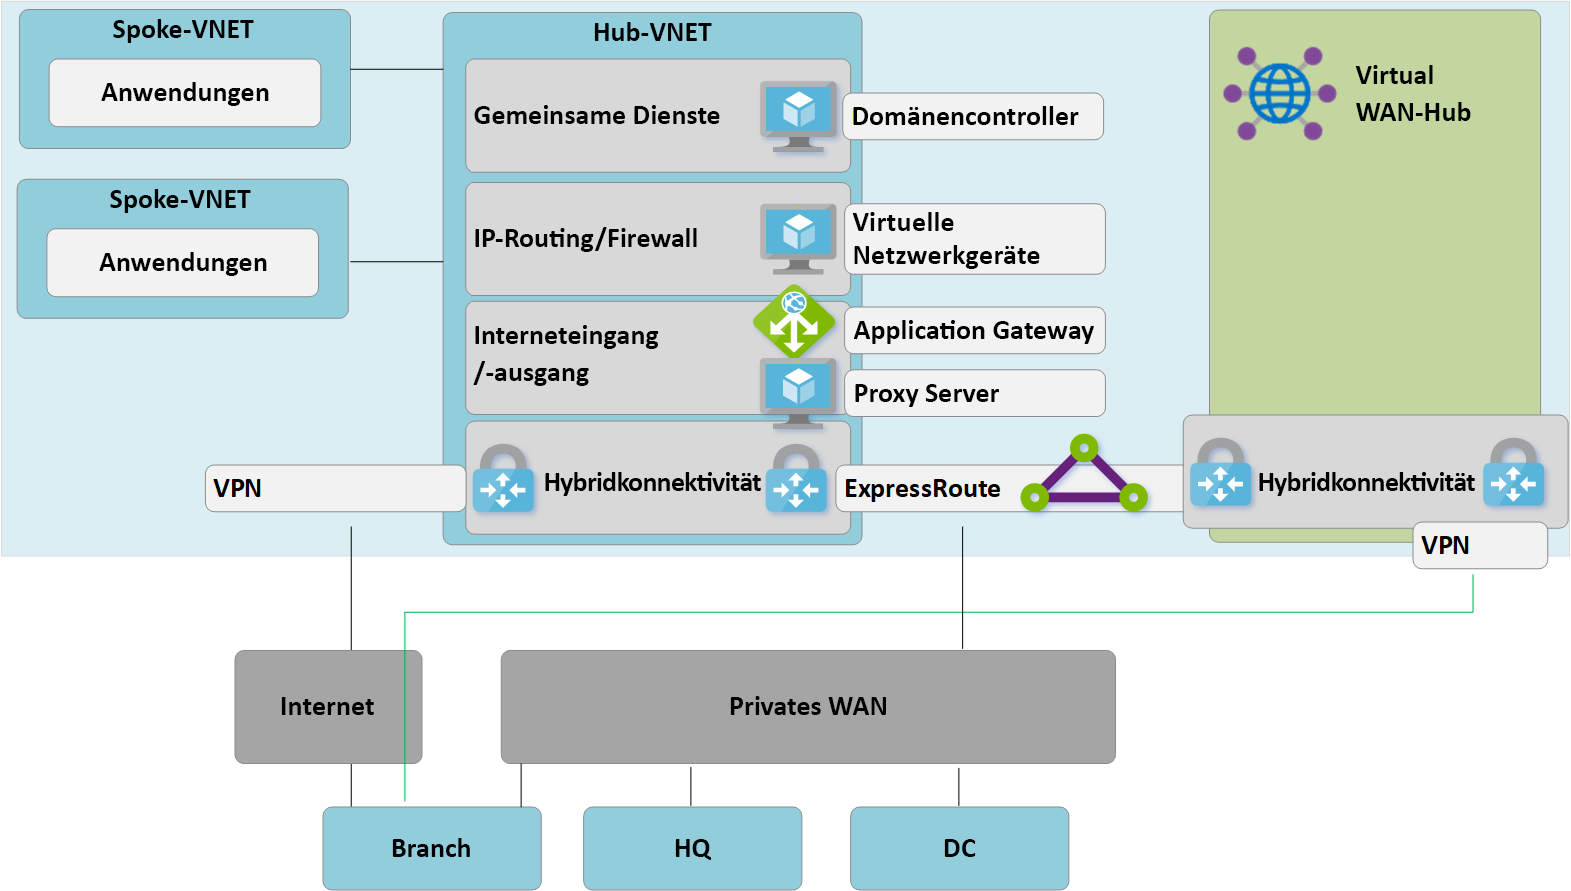 Spoke-VNET
Anwendungen
Spoke-VNET
Anwendungen
Hub-VNET
Gemeinsame Dienste
Domänencontroller
IP-Routing/Firewall
Virtuelle
Netzwerkgeräte
Interneteingang
/-ausgang
Application Gateway
Proxy Server
VPN
Hybridkonnektivität
ExpressRoute
Virtual
WAN-Hub
Hybridkonnektivität
VPN
Internet
Privates WAN
Branch
HQ
DC